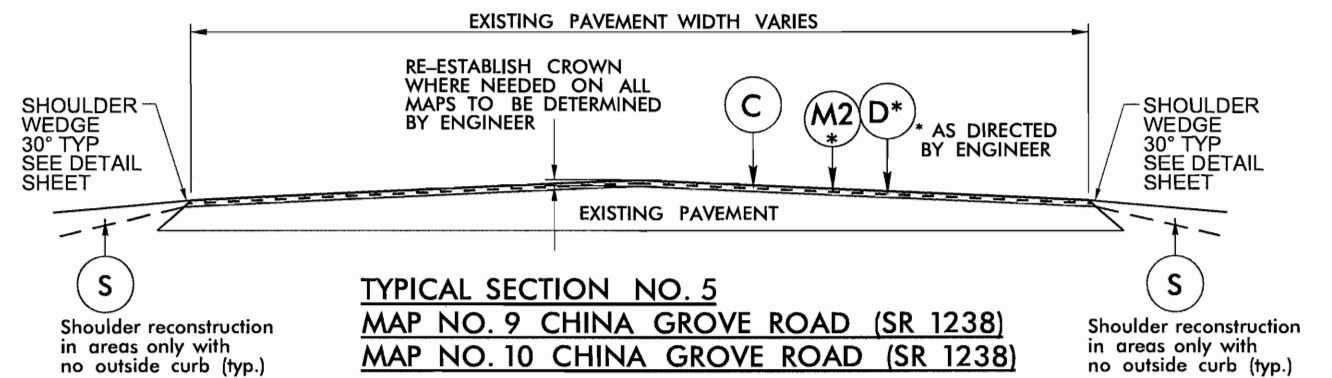 EXISTING PAVEMENT WIDTH VARIES
RE-ESTABLISH CROWN
WHERE NEEDED ON ALL
MAPS TO BE DETERMINED
BY ENGINEER
SHOULDER
WEDGE
30° TYP
SEE DETAIL
SHEET
C
M2
*
D*
* AS DIRECTED
BY ENGINEER
SHOULDER
WEDGE
30° TYP
SEE DETAIL
SHEET
EXISTING PAVEMENT
S
Shoulder reconstruction
in areas only with
no outside curb (typ.)
TYPICAL SECTION NO. 5
MAP NO. 9 CHINA GROVE ROAD (SR 1238)
MAP NO. 10 CHINA GROVE ROAD (SR 1238)
S
Shoulder reconstruction
in areas only with
no outside curb (typ.)